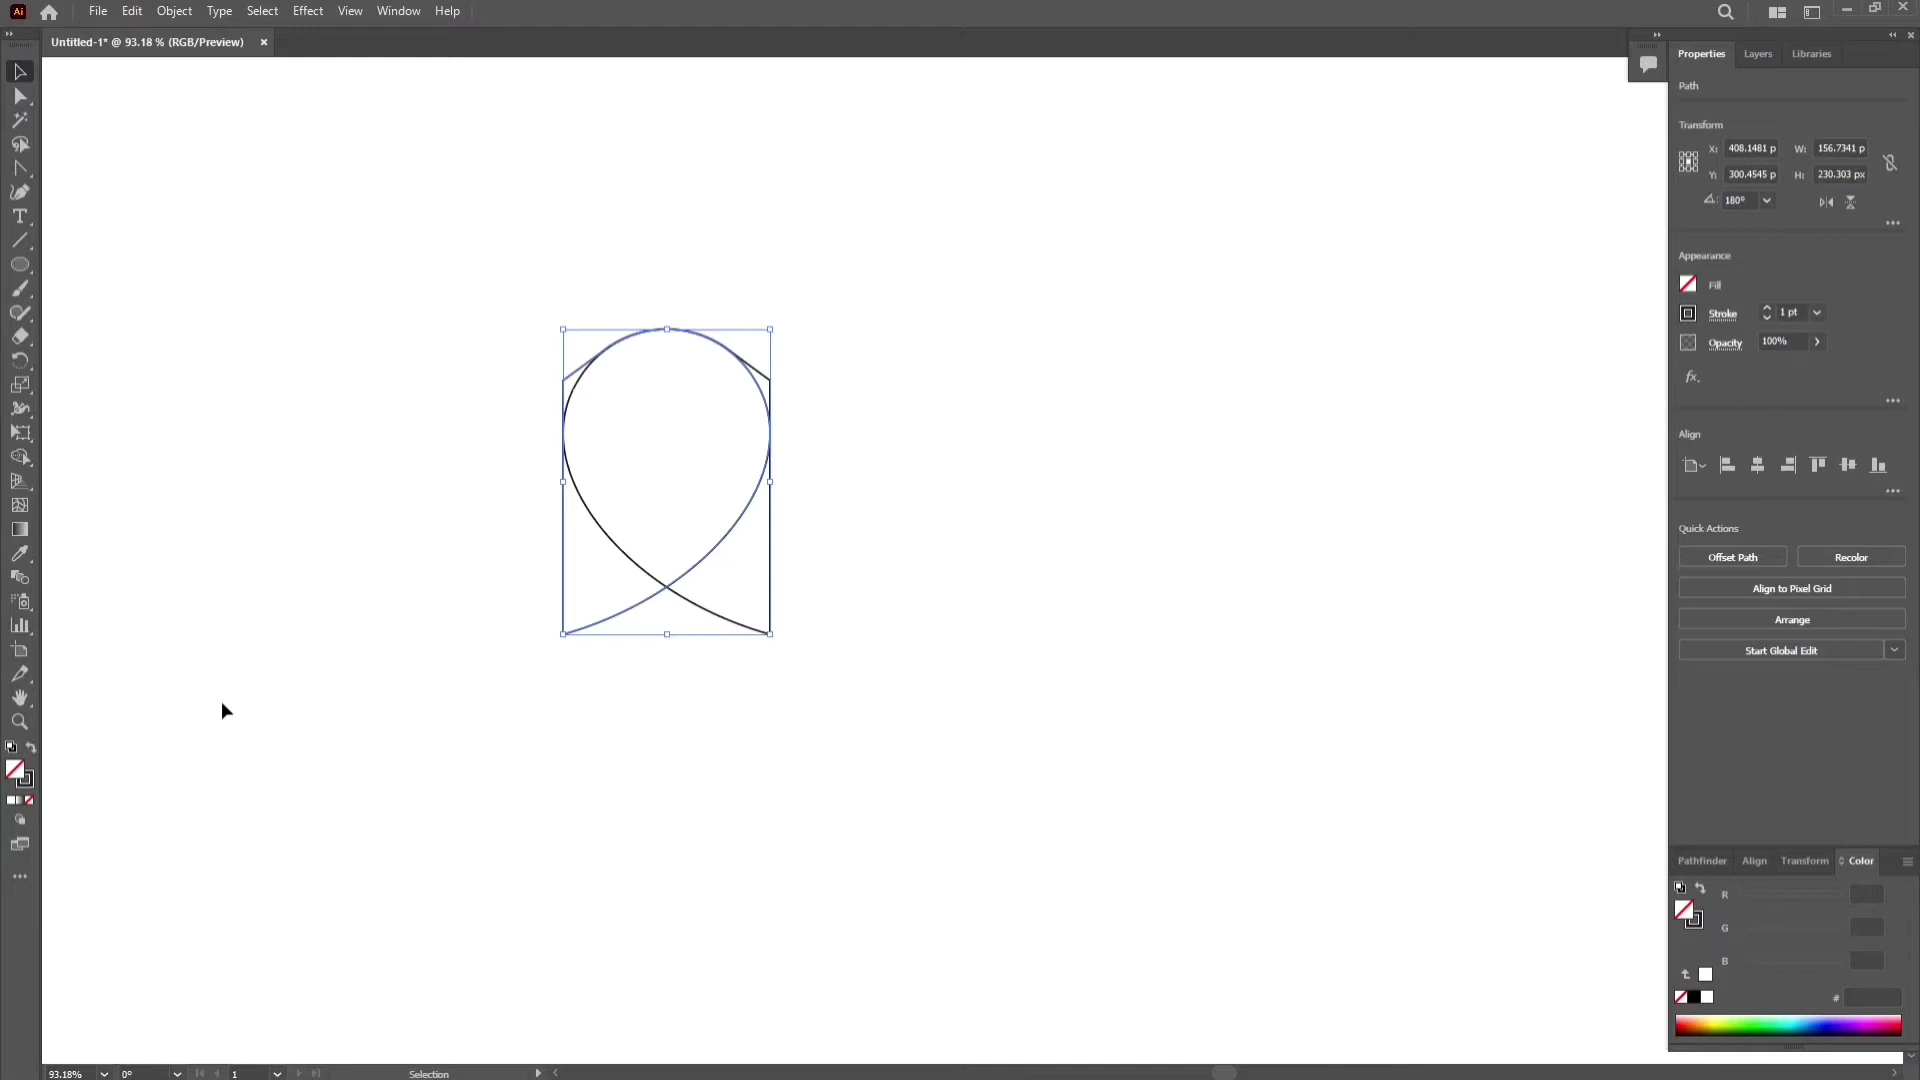 Ai File Edit Object Type Select Effect View Window Help
Untitled-1* @ 93.18 % (RGB/Preview) ×
Properties Layers Libraries
Path
Transform
X: 408.1481 p W: 156.7341 p
Y: 300.4545 p H: 230.303 px
180°
Appearance
Fill
Stroke 1 pt
Opacity 100%
fx.
Align
Quick Actions
Offset Path Recolor
Align to Pixel Grid
Arrange
Start Global Edit
Pathfinder Align Transform Color
R
G
B
#
93.18% 0° 1 Selection